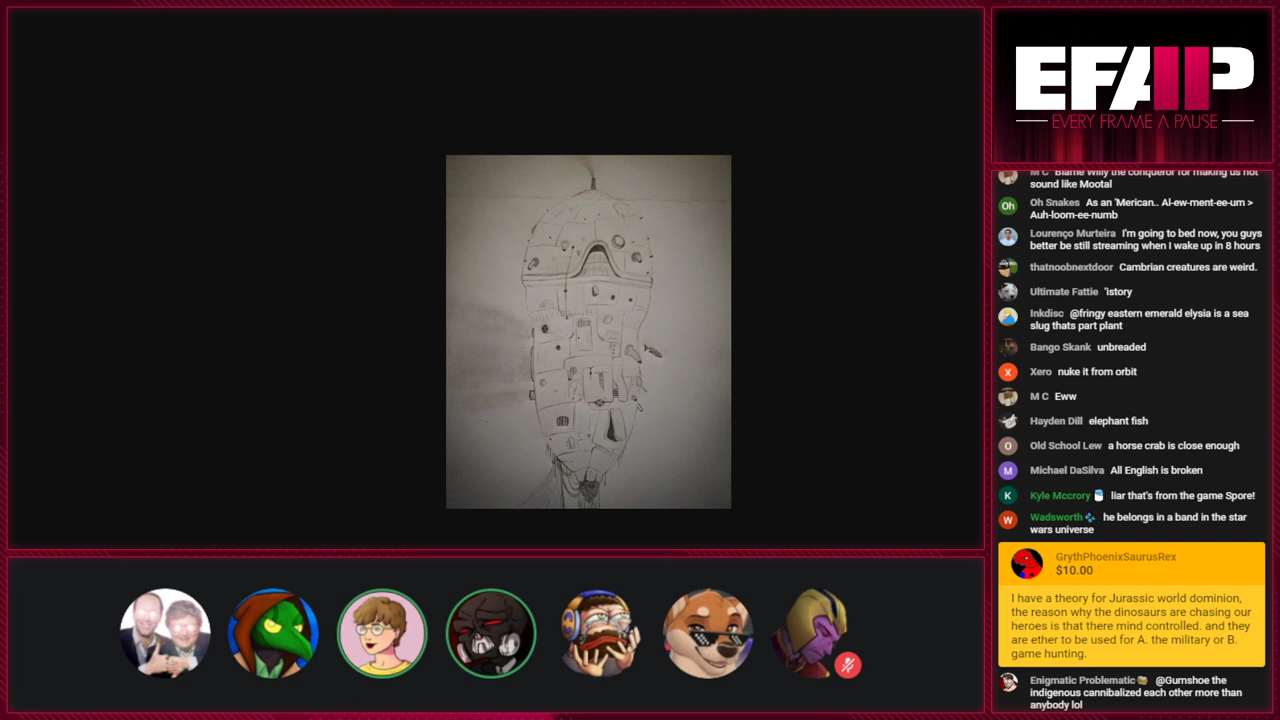 EFAP
EVERY FRAME A PAUSE
M C Blame Willy the conqueror for making us not
sound like Mootal
Oh
Oh Snakes As an 'Merican.. Al-ew-ment-ee-um >
Auh-loom-ee-numb
Lourenço Murteira I'm going to bed now, you guys
better be still streaming when I wake up in 8 hours
thatnoobnextdoor Cambrian creatures are weird.
Ultimate Fattie 'istory
Inkdisc @fringy eastern emerald elysia is a sea
slug thats part plant
Bango Skank unbreaded
X
Xero nuke it from orbit
M C Eww
Hayden Dill elephant fish
O
Old School Lew a horse crab is close enough
M
Michael DaSilva All English is broken
K
Kyle Mccrory liar that's from the game Spore!
W
Wadsworth he belongs in a band in the star
wars universe
GrythPhoenixSaurusRex
$10.00
I have a theory for Jurassic world dominion,
the reason why the dinosaurs are chasing our
heroes is that there mind controlled. and they
are ether to be used for A. the military or B.
game hunting.
Enigmatic Problematic @Gumshoe the
indigenous cannibalized each other more than
anybody lol